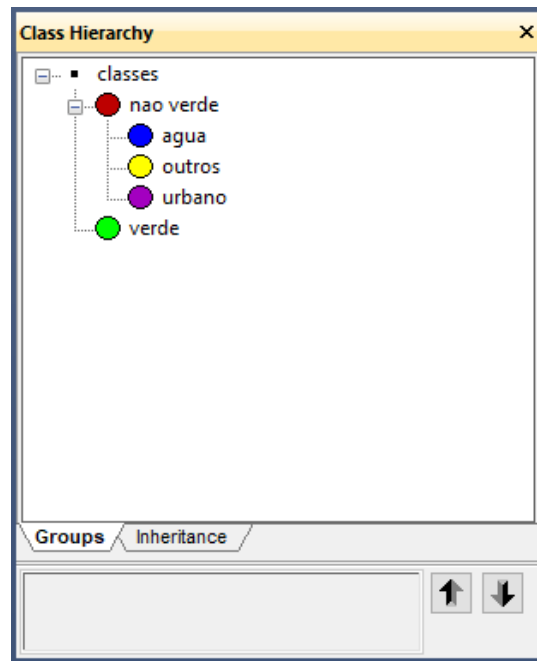 Class Hierarchy
classes
nao verde
agua
outros
urbano
verde
Groups Inheritance